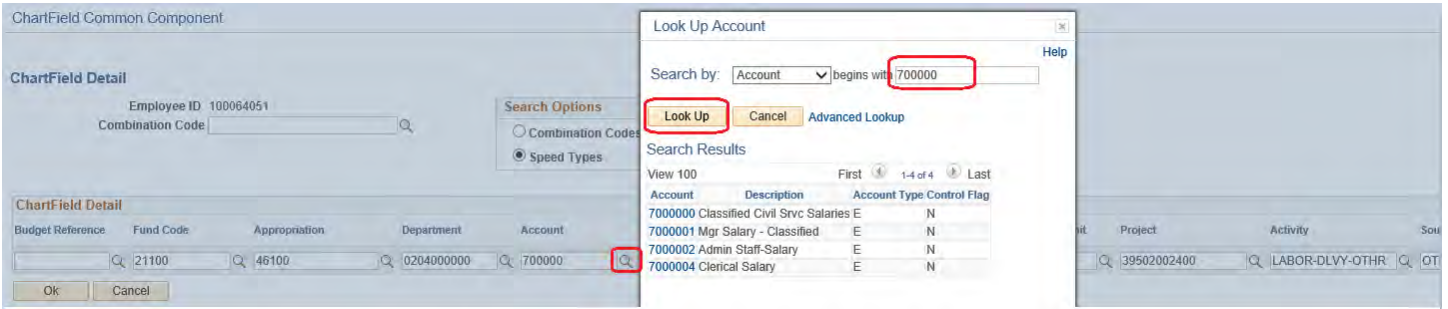 ChartField Common Component
ChartField Detail
Employee ID 100064051
Combination Code
Search Options
Combination Codes
Speed Types
ChartField Detail
Budget Reference Fund Code Appropriation Department Account
21100 46100 0204000000 700000
Ok Cancel
Look Up Account
Help
Search by: Account begins with 700000
Look Up Cancel Advanced Lookup
Search Results
View 100 First 1-4 of 4 Last
Account Description Account Type Control Flag
7000000 Classified Civil Srvc Salaries E N
7000001 Mgr Salary - Classified E N
7000002 Admin Staff-Salary E N
7000004 Clerical Salary E N
Project Activity Sou
39502002400 LABOR-DLVY-OTHR OT